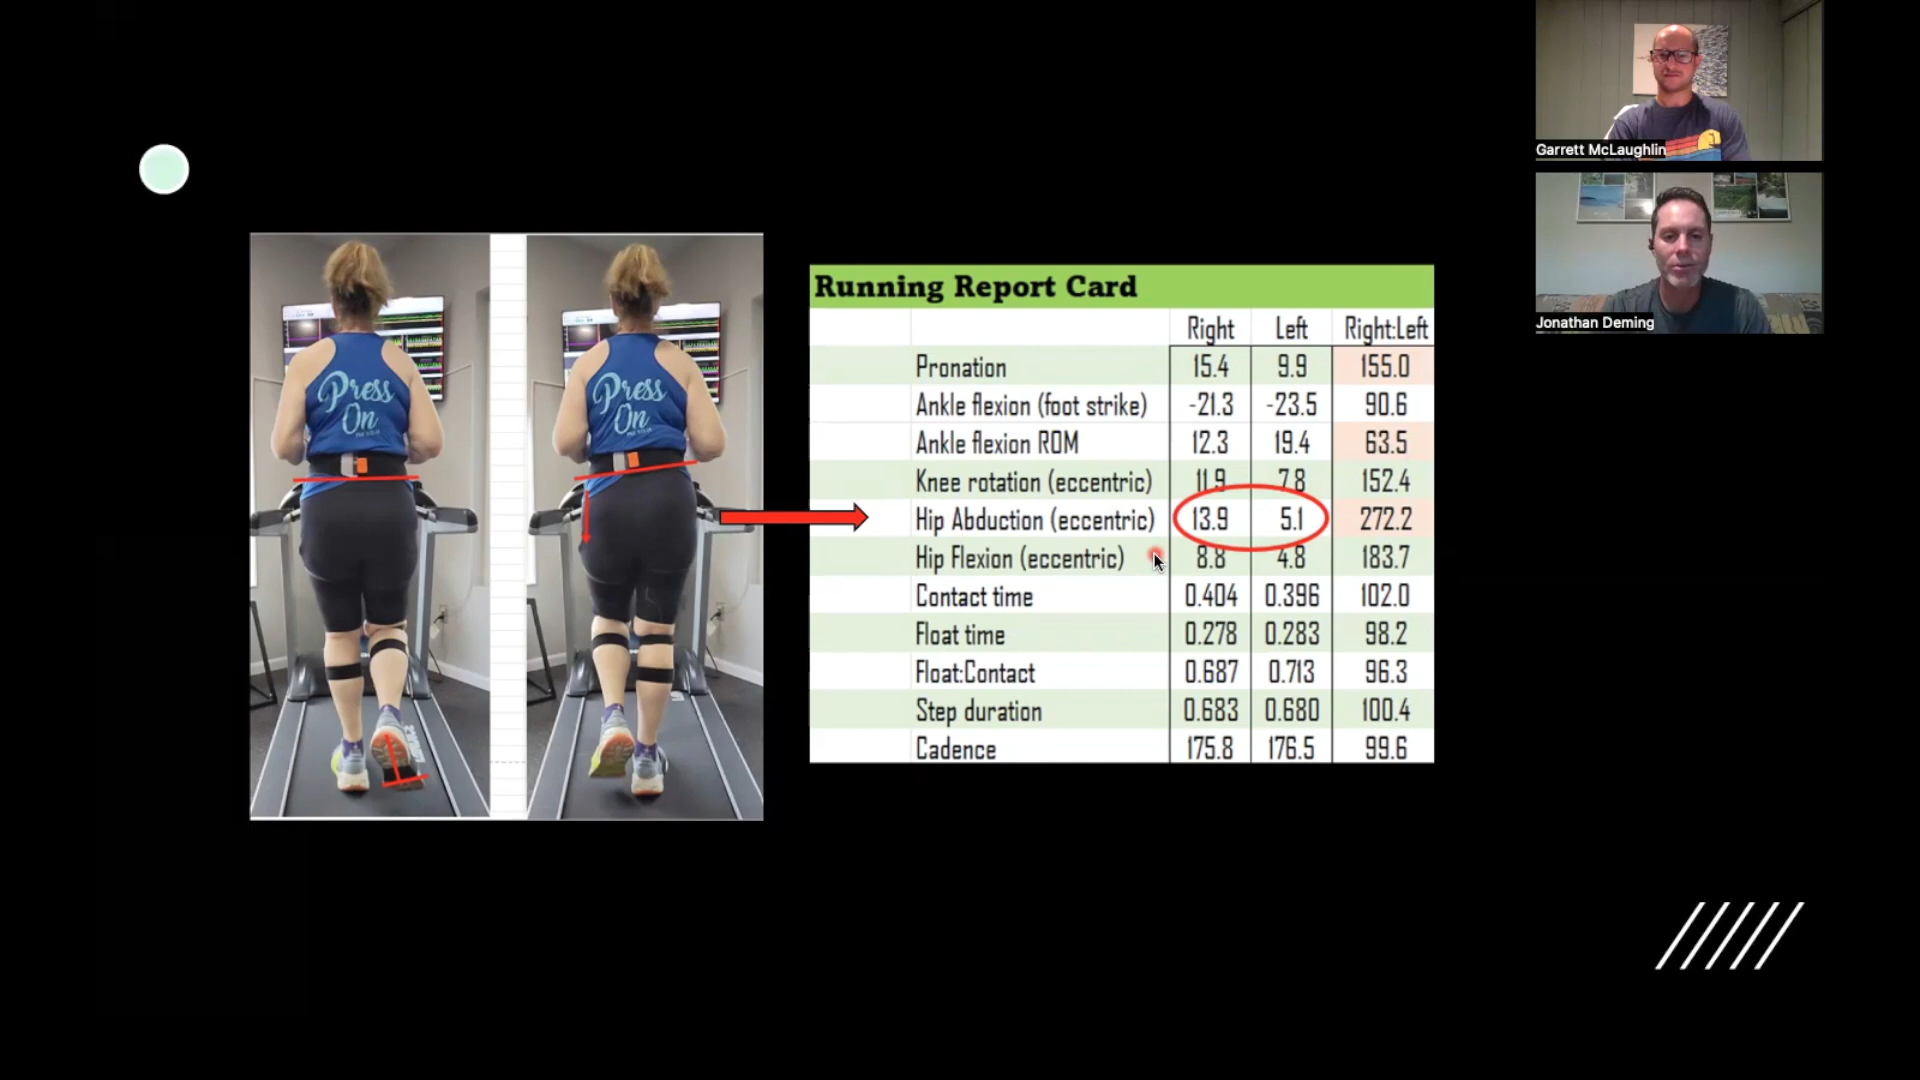 Garrett McLaughlin
Jonathan Deming
Press
On
Press
On
Running Report Card
Right Left Right:Left
Pronation 15.4 9.9 155.0
Ankle flexion (foot strike) -21.3 -23.5 90.6
Ankle flexion ROM 12.3 19.4 63.5
Knee rotation (eccentric) 11.9 7.8 152.4
Hip Abduction (eccentric) 13.9 5.1 272.2
Hip Flexion (eccentric) 8.8 4.8 183.7
Contact time 0.404 0.396 102.0
Float time 0.278 0.283 98.2
Float:Contact 0.687 0.713 96.3
Step duration 0.683 0.680 100.4
Cadence 175.8 176.5 99.6